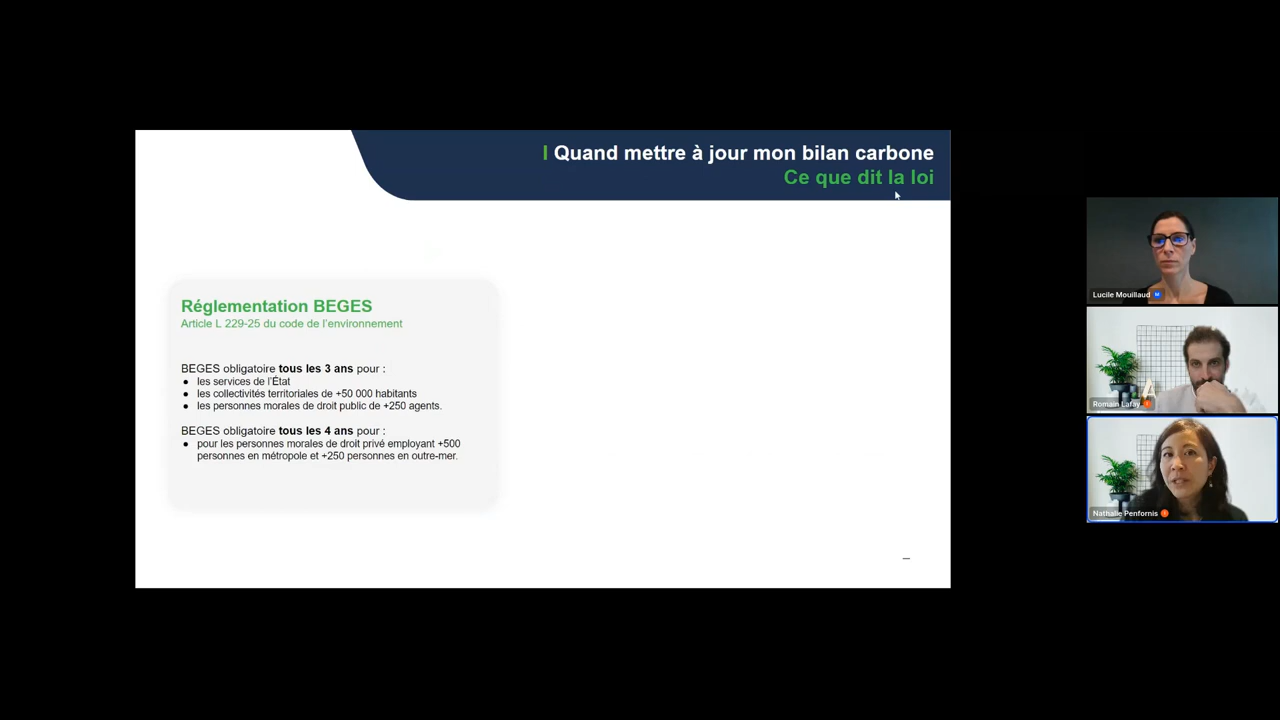 I Quand mettre à jour mon bilan carbone
Ce que dit la loi
Réglementation BEGES
Article L 229-25 du code de l'environnement
BEGES obligatoire tous les 3 ans pour :
● les services de l'État
● les collectivités territoriales de +50 000 habitants
● les personnes morales de droit public de +250 agents.
BEGES obligatoire tous les 4 ans pour :
● pour les personnes morales de droit privé employant +500
personnes en métropole et +250 personnes en outre-mer.
Lucile Mouillaud
Romain Lafay
Nathalie Penfornis